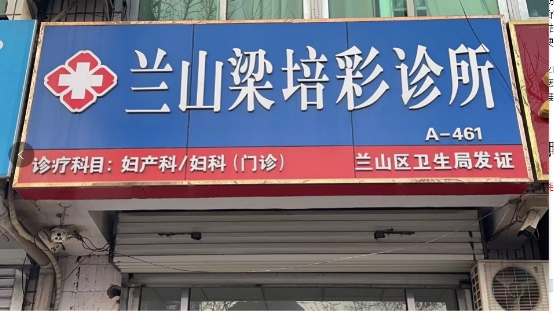 兰山梁培彩诊所
A-461
诊疗科目：妇产科/妇科（门诊） 兰山区卫生局发证